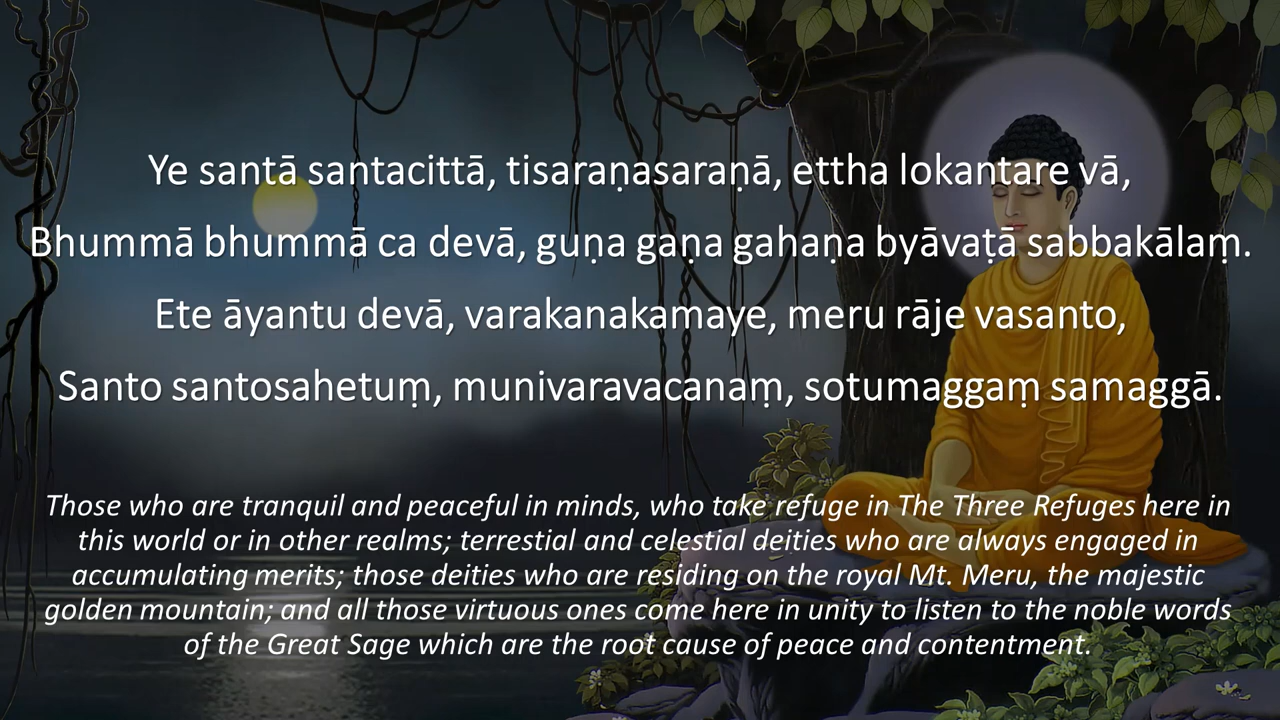 Ye santā santacittā, tisaraṇasaraṇā, ettha lokantare vā,
Bhummā bhummā ca devā, guṇa gaṇa gahaṇa byāvaṭā sabbakālaṃ.
Ete āyantu devā, varakanakamaye, meru rāje vasanto,
Santo santosahetuṃ, munivaravacanaṃ, sotumaggaṃ samaggā.
Those who are tranquil and peaceful in minds, who take refuge in The Three Refuges here in
this world or in other realms; terrestial and celestial deities who are always engaged in
accumulating merits; those deities who are residing on the royal Mt. Meru, the majestic
golden mountain; and all those virtuous ones come here in unity to listen to the noble words
of the Great Sage which are the root cause of peace and contentment.